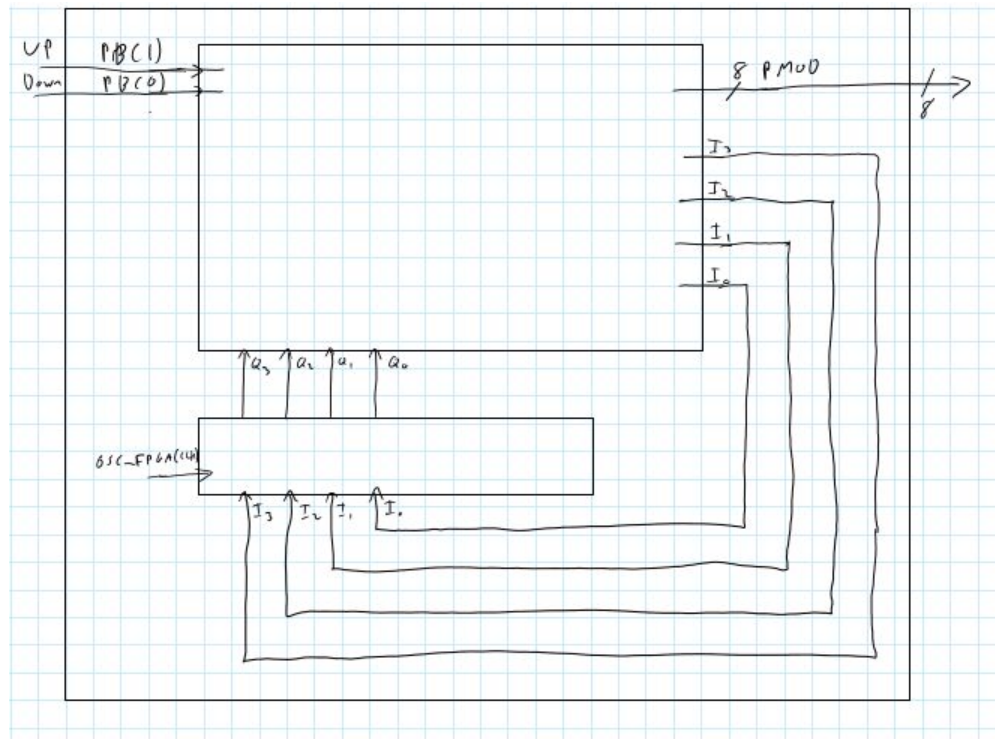 UP PB(1)
Down PB(0)
8 PMOD
8
I₃
I₂
I₁
I₀
Q₃ Q₂ Q₁ Q₀
OSC_FPGA(clk)
I₃ I₂ I₁ I₀